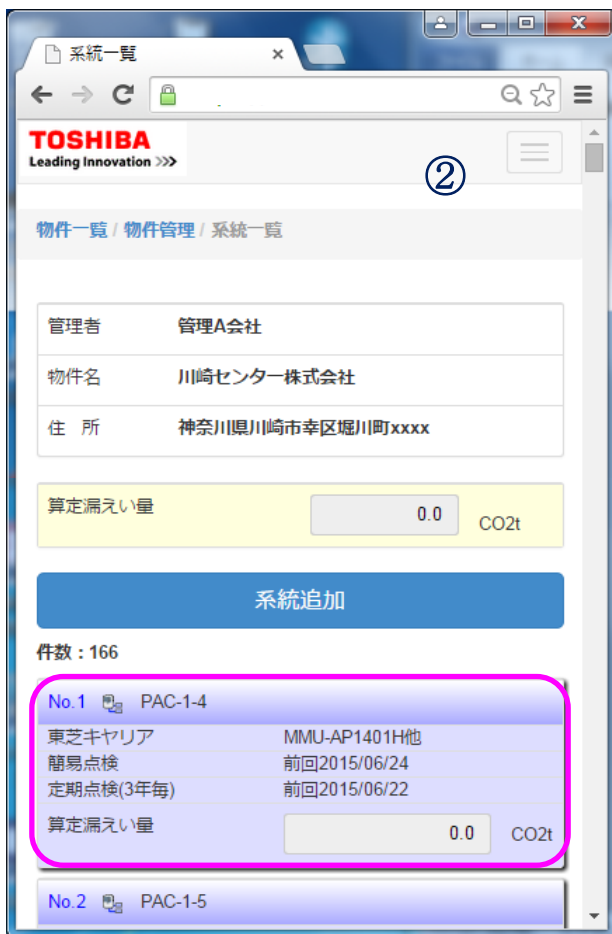 系統一覧
TOSHIBA
Leading Innovation >>>
②
物件一覧 / 物件管理 / 系統一覧
管理者 管理A会社
物件名 川崎センター株式会社
住 所 神奈川県川崎市幸区堀川町xxxx
算定漏えい量 0.0 CO2t
系統追加
件数：166
No.1 PAC-1-4
東芝キヤリア MMU-AP1401H他
簡易点検 前回2015/06/24
定期点検(3年毎) 前回2015/06/22
算定漏えい量 0.0 CO2t
No.2 PAC-1-5